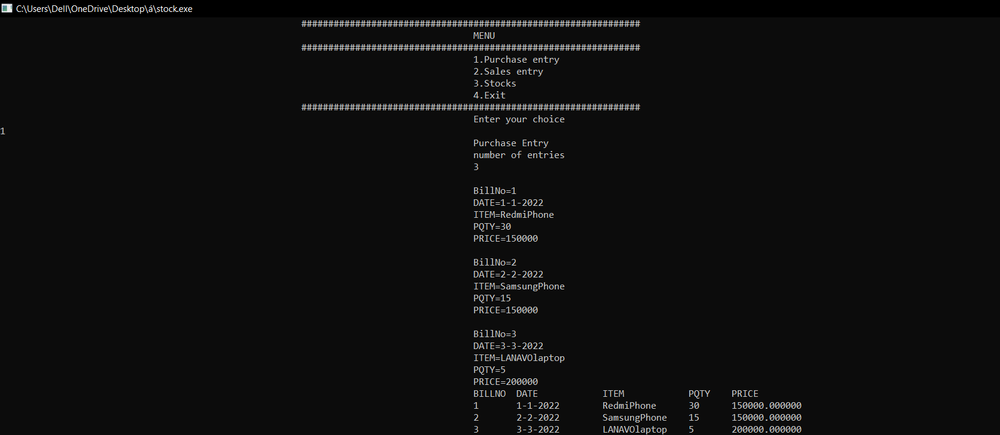 C:\Users\Dell\OneDrive\Desktop\á\stock.exe
###############################################################
MENU
###############################################################
1.Purchase entry
2.Sales entry
3.Stocks
4.Exit
###############################################################
Enter your choice
1
Purchase Entry
number of entries
3
BillNo=1
DATE=1-1-2022
ITEM=RedmiPhone
PQTY=30
PRICE=150000
BillNo=2
DATE=2-2-2022
ITEM=SamsungPhone
PQTY=15
PRICE=150000
BillNo=3
DATE=3-3-2022
ITEM=LANAVOlaptop
PQTY=5
PRICE=200000
BILLNO DATE ITEM PQTY PRICE
1 1-1-2022 RedmiPhone 30 150000.000000
2 2-2-2022 SamsungPhone 15 150000.000000
3 3-3-2022 LANAVOlaptop 5 200000.000000